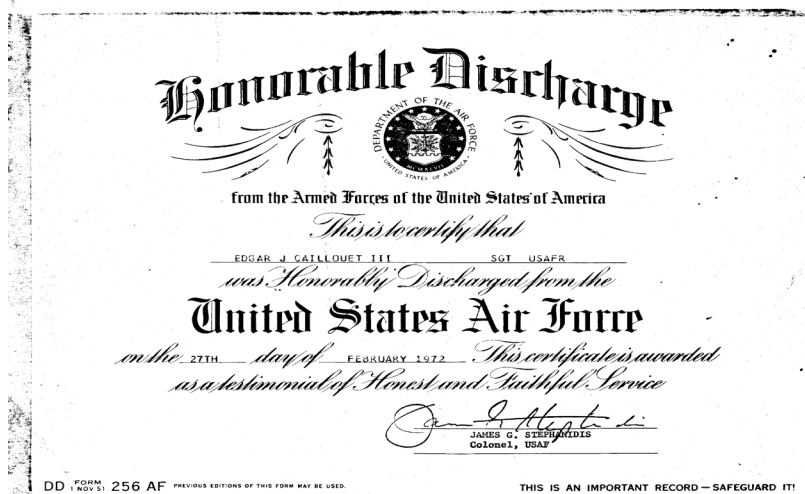 Honorable Discharge
DEPARTMENT OF THE AIR FORCE
MCMXLVII
· UNITED STATES OF AMERICA ·
from the Armed Forces of the United States of America
This is to certify that
EDGAR J CAILLOUET III SGT USAFR
was Honorably Discharged from the
United States Air Force
on the 27TH day of FEBRUARY 1972 This certificate is awarded
as a testimonial of Honest and Faithful Service
JAMES G. STEPHANIDIS
Colonel, USAF
DD FORM 1 NOV 51 256 AF PREVIOUS EDITIONS OF THIS FORM MAY BE USED. THIS IS AN IMPORTANT RECORD — SAFEGUARD IT!